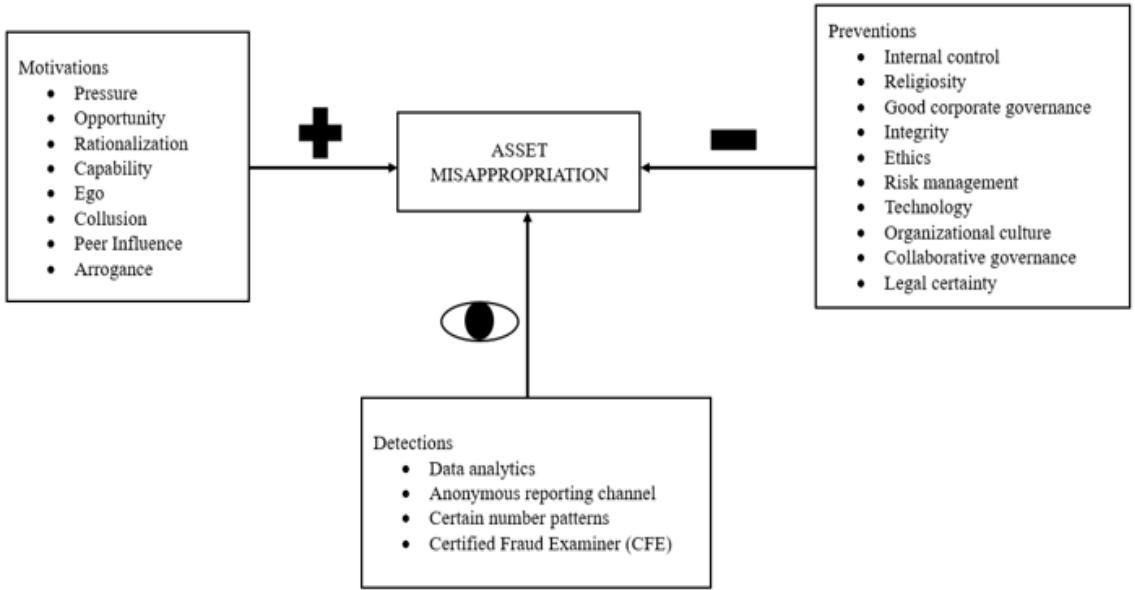 Motivations
• Pressure
• Opportunity
• Rationalization
• Capability
• Ego
• Collusion
• Peer Influence
• Arrogance
ASSET
MISAPPROPRIATION
Preventions
• Internal control
• Religiosity
• Good corporate governance
• Integrity
• Ethics
• Risk management
• Technology
• Organizational culture
• Collaborative governance
• Legal certainty
Detections
• Data analytics
• Anonymous reporting channel
• Certain number patterns
• Certified Fraud Examiner (CFE)